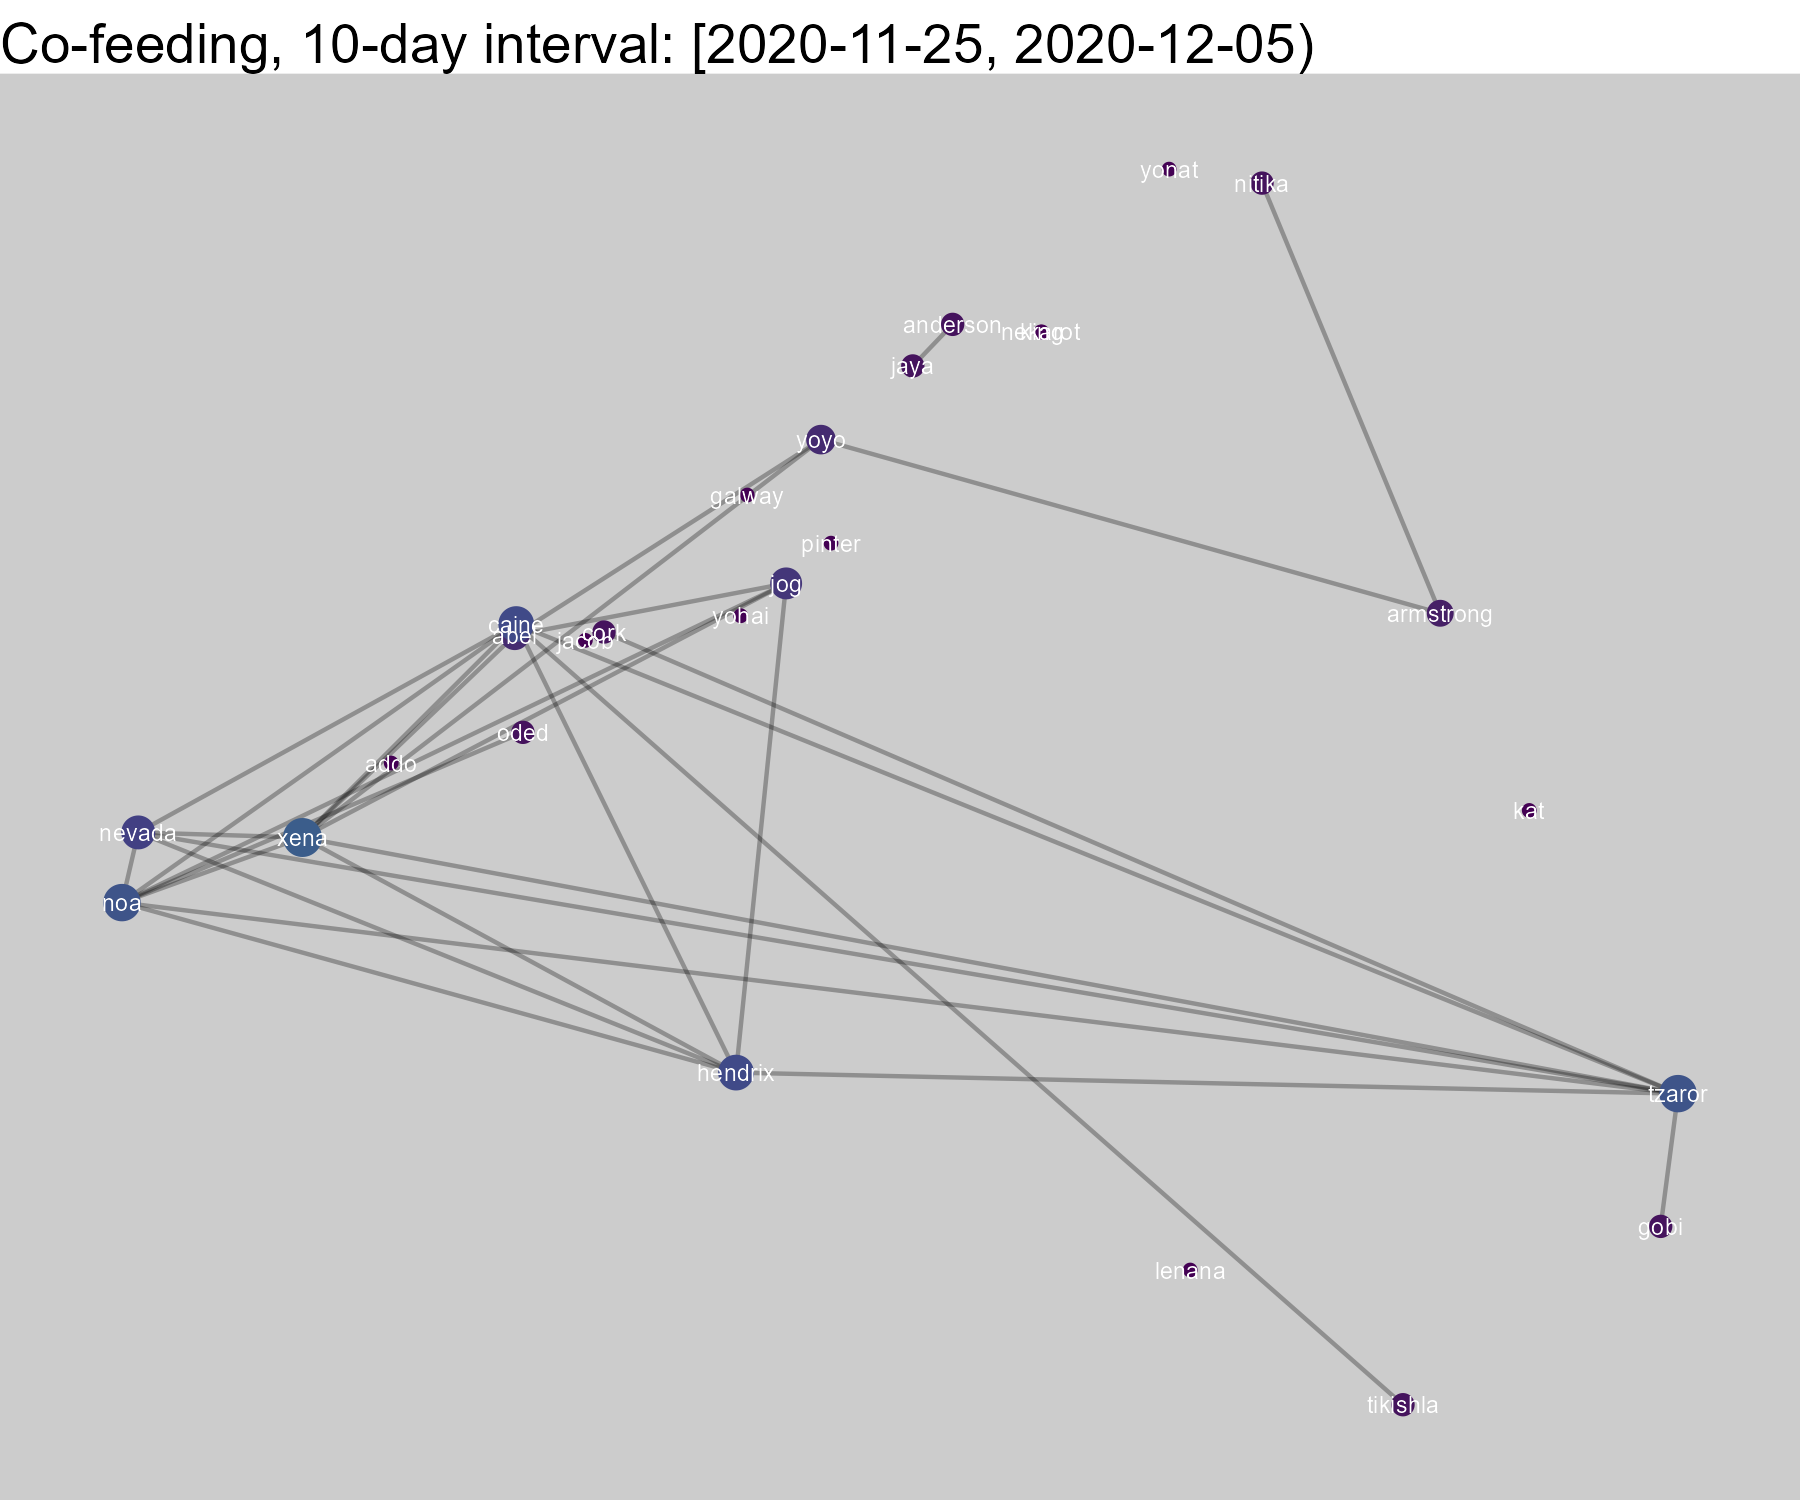 Co-feeding, 10-day interval: [2020-11-25, 2020-12-05)
yonat
nitika
anderson
jaya
yoyo
galway
pinter
jog
yohai
armstrong
caine
abel
cork
jacob
oded
addo
kat
nevada
xena
noa
hendrix
tzaror
gobi
lenana
tikishla